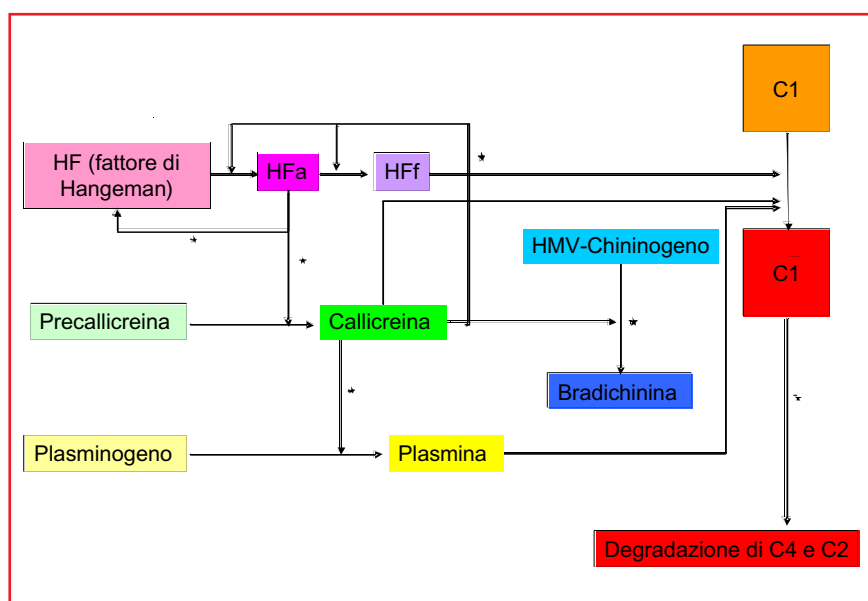 C1
HF (fattore di
Hangeman)
HFa
HFf
HMV-Chininogeno
C1̅
Precallicreina
Callicreina
Bradichinina
Plasminogeno
Plasmina
Degradazione di C4 e C2